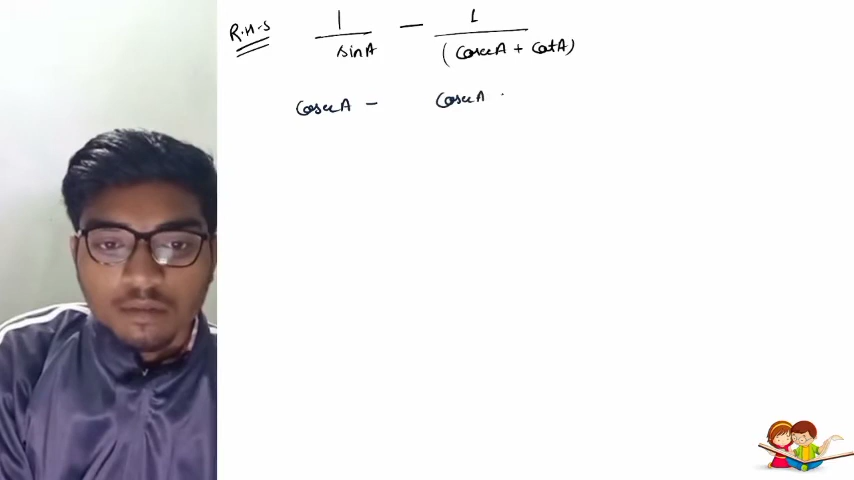 R.H.S 1 — 1
sinA (cosecA + cotA)
cosecA — cosecA